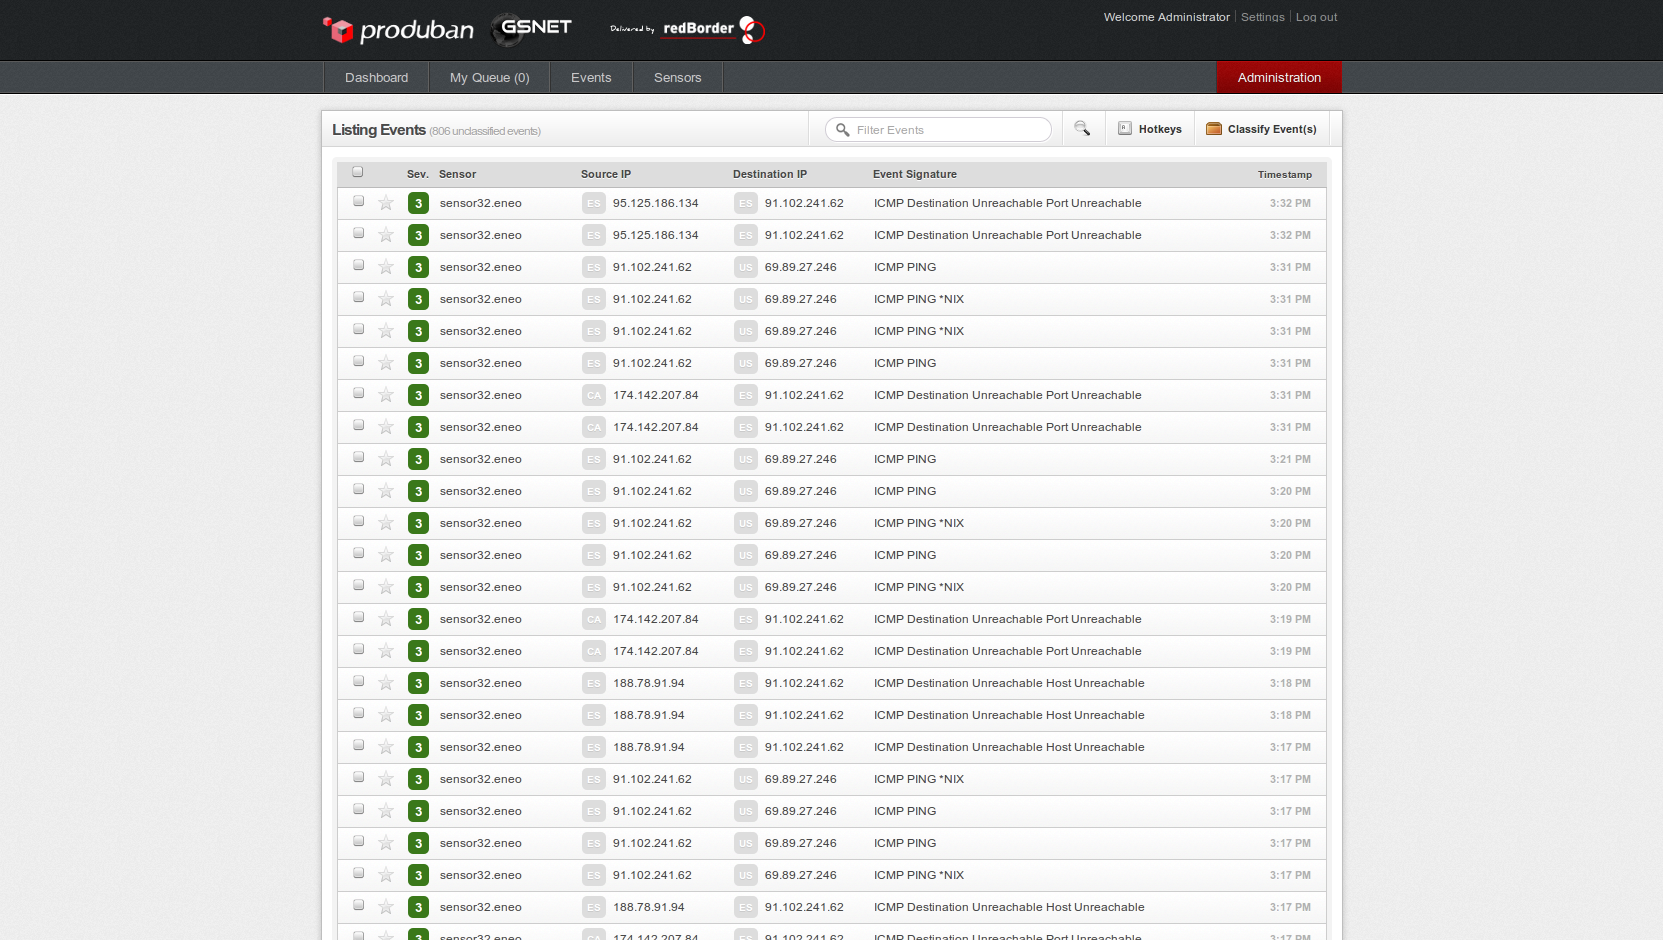 produban GSNET Delivered by redBorder Welcome Administrator Settings Log out
Dashboard My Queue (0) Events Sensors Administration
Listing Events (806 unclassified events) Filter Events Hotkeys Classify Event(s)
Sev. Sensor Source IP Destination IP Event Signature Timestamp
3 sensor32.eneo ES 95.125.186.134 ES 91.102.241.62 ICMP Destination Unreachable Port Unreachable 3:32 PM
3 sensor32.eneo ES 95.125.186.134 ES 91.102.241.62 ICMP Destination Unreachable Port Unreachable 3:32 PM
3 sensor32.eneo ES 91.102.241.62 US 69.89.27.246 ICMP PING 3:31 PM
3 sensor32.eneo ES 91.102.241.62 US 69.89.27.246 ICMP PING *NIX 3:31 PM
3 sensor32.eneo ES 91.102.241.62 US 69.89.27.246 ICMP PING *NIX 3:31 PM
3 sensor32.eneo ES 91.102.241.62 US 69.89.27.246 ICMP PING 3:31 PM
3 sensor32.eneo CA 174.142.207.84 ES 91.102.241.62 ICMP Destination Unreachable Port Unreachable 3:31 PM
3 sensor32.eneo CA 174.142.207.84 ES 91.102.241.62 ICMP Destination Unreachable Port Unreachable 3:31 PM
3 sensor32.eneo ES 91.102.241.62 US 69.89.27.246 ICMP PING 3:21 PM
3 sensor32.eneo ES 91.102.241.62 US 69.89.27.246 ICMP PING 3:20 PM
3 sensor32.eneo ES 91.102.241.62 US 69.89.27.246 ICMP PING *NIX 3:20 PM
3 sensor32.eneo ES 91.102.241.62 US 69.89.27.246 ICMP PING 3:20 PM
3 sensor32.eneo ES 91.102.241.62 US 69.89.27.246 ICMP PING *NIX 3:20 PM
3 sensor32.eneo CA 174.142.207.84 ES 91.102.241.62 ICMP Destination Unreachable Port Unreachable 3:19 PM
3 sensor32.eneo CA 174.142.207.84 ES 91.102.241.62 ICMP Destination Unreachable Port Unreachable 3:19 PM
3 sensor32.eneo ES 188.78.91.94 ES 91.102.241.62 ICMP Destination Unreachable Host Unreachable 3:18 PM
3 sensor32.eneo ES 188.78.91.94 ES 91.102.241.62 ICMP Destination Unreachable Host Unreachable 3:18 PM
3 sensor32.eneo ES 188.78.91.94 ES 91.102.241.62 ICMP Destination Unreachable Host Unreachable 3:17 PM
3 sensor32.eneo ES 91.102.241.62 US 69.89.27.246 ICMP PING *NIX 3:17 PM
3 sensor32.eneo ES 91.102.241.62 US 69.89.27.246 ICMP PING 3:17 PM
3 sensor32.eneo ES 91.102.241.62 US 69.89.27.246 ICMP PING 3:17 PM
3 sensor32.eneo ES 91.102.241.62 US 69.89.27.246 ICMP PING *NIX 3:17 PM
3 sensor32.eneo ES 188.78.91.94 ES 91.102.241.62 ICMP Destination Unreachable Host Unreachable 3:17 PM
3 sensor32.eneo CA 174.142.207.84 ES 91.102.241.62 ICMP Destination Unreachable Port Unreachable 3:17 PM